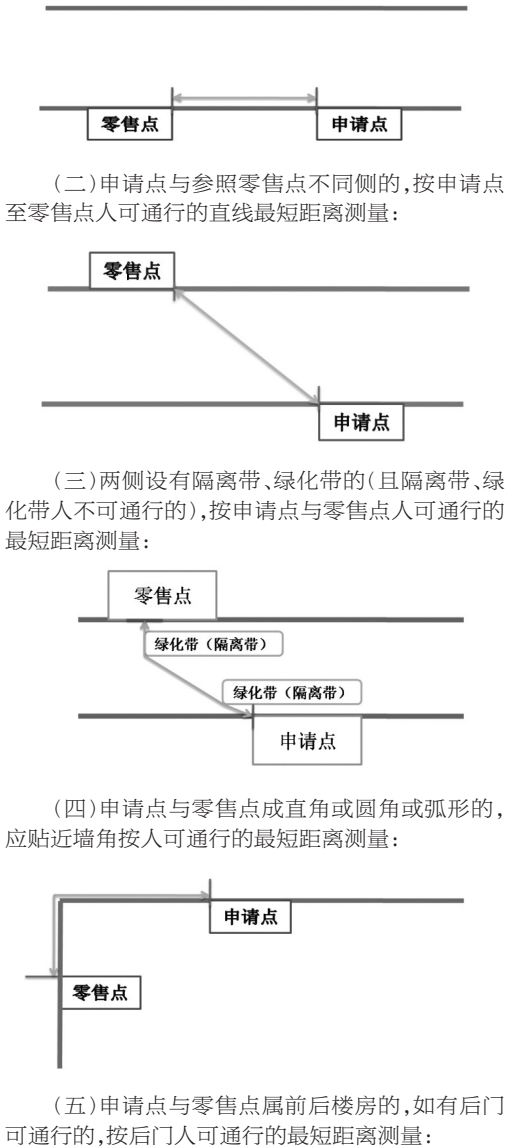 零售点 申请点
(二)申请点与参照零售点不同侧的,按申请点
至零售点人可通行的直线最短距离测量:
零售点
申请点
(三)两侧设有隔离带、绿化带的(且隔离带、绿
化带人不可通行的),按申请点与零售点人可通行的
最短距离测量:
零售点
绿化带(隔离带)
绿化带(隔离带)
申请点
(四)申请点与零售点成直角或圆角或弧形的,
应贴近墙角按人可通行的最短距离测量:
申请点
零售点
(五)申请点与零售点属前后楼房的,如有后门
可通行的,按后门人可通行的最短距离测量: